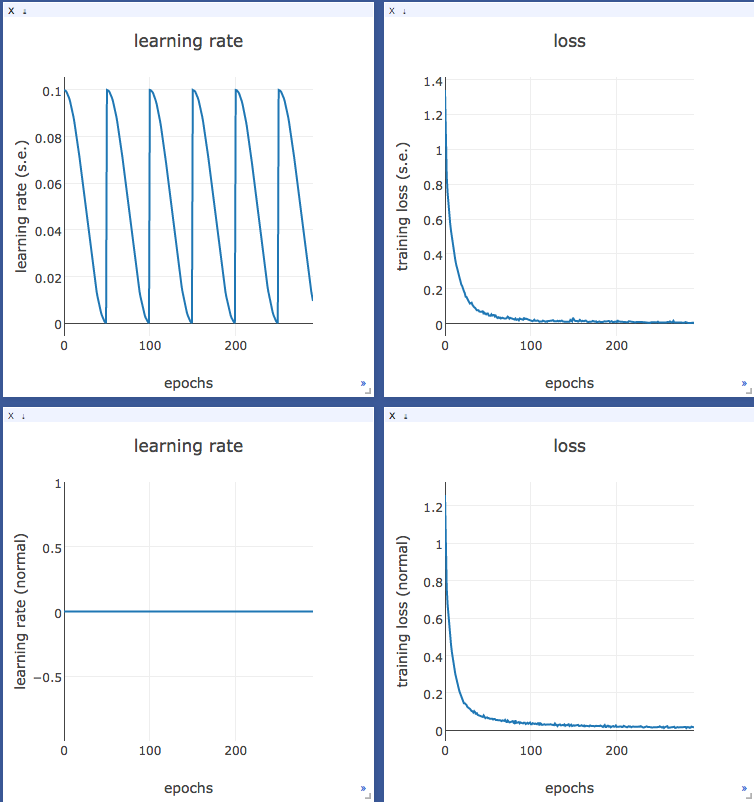 X ↓
learning rate
0.1
0.08
0.06
0.04
0.02
0
learning rate (s.e.)
0 100 200
epochs
»
X ↓
loss
1.4
1.2
1
0.8
0.6
0.4
0.2
0
training loss (s.e.)
0 100 200
epochs
»
X ↓
learning rate
1
0.5
0
−0.5
learning rate (normal)
0 100 200
epochs
»
X ↓
loss
1.2
1
0.8
0.6
0.4
0.2
0
training loss (normal)
0 100 200
epochs
»